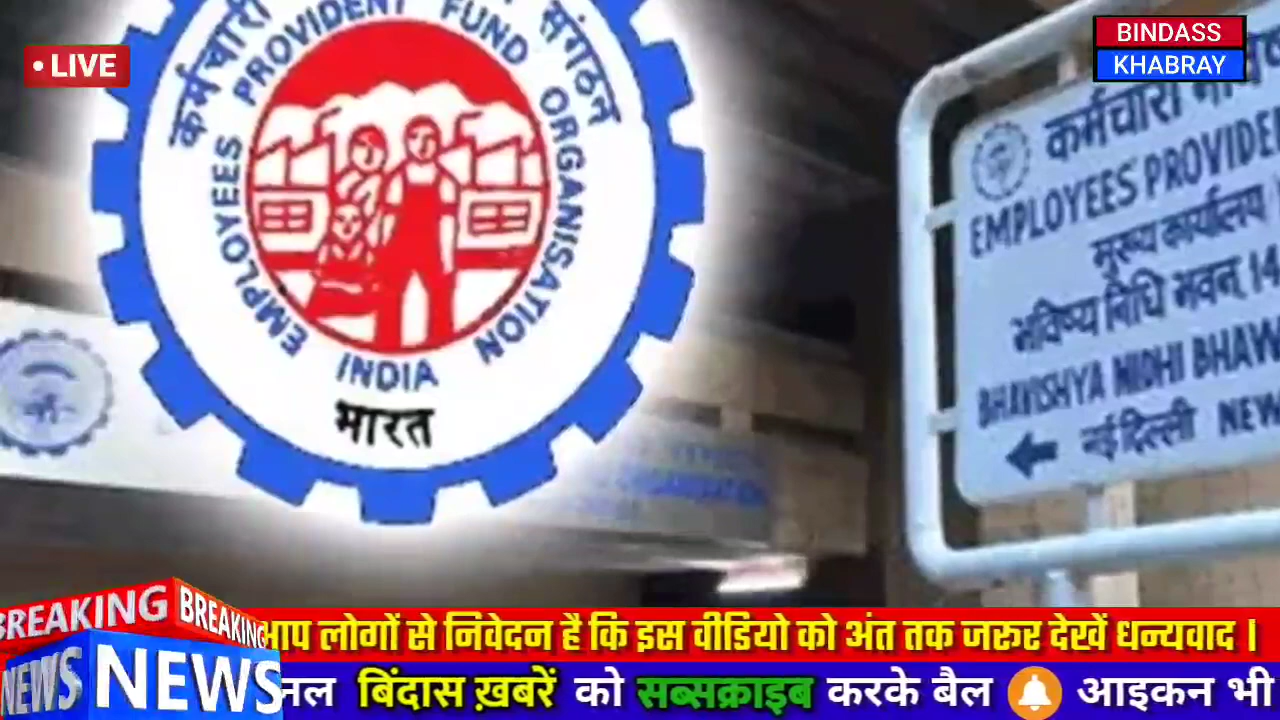 LIVE
BINDASS
KHABRAY
कर्मचारी
संगठन
EMPLOYEES PROVIDENT FUND ORGANISATION
INDIA
भारत
कर्मचारी
EMPLOYEES PROVIDE
मुख्य कार्यालय
भविष्य निधि भवन, 14
BHAVISHYA NIDHI BHAW
नई दिल्ली NEW
BREAKING BREAKING
NEWS NEWS
आप लोगों से निवेदन है कि इस वीडियो को अंत तक जरूर देखें धन्यवाद ।
नल बिंदास ख़बरें को सब्सक्राइब करके बैल आइकन भी